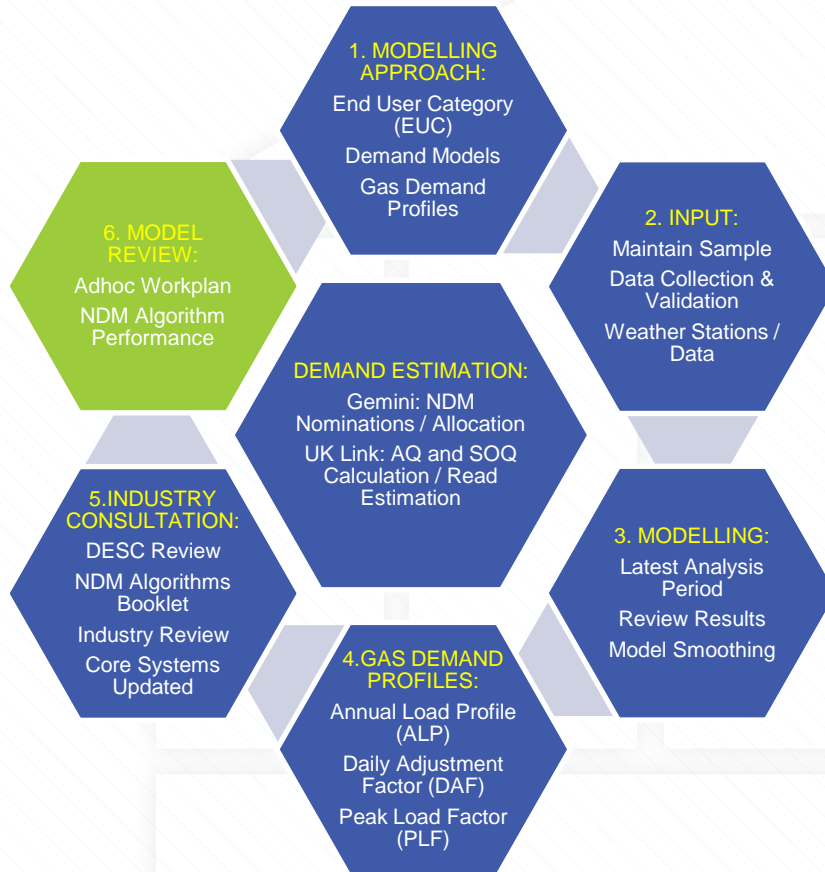 1. MODELLING
APPROACH:
End User Category
(EUC)
Demand Models
Gas Demand
Profiles
2. INPUT:
Maintain Sample
Data Collection &
Validation
Weather Stations /
Data
3. MODELLING:
Latest Analysis
Period
Review Results
Model Smoothing
4.GAS DEMAND
PROFILES:
Annual Load Profile
(ALP)
Daily Adjustment
Factor (DAF)
Peak Load Factor
(PLF)
5.INDUSTRY
CONSULTATION:
DESC Review
NDM Algorithms
Booklet
Industry Review
Core Systems
Updated
6. MODEL
REVIEW:
Adhoc Workplan
NDM Algorithm
Performance
DEMAND ESTIMATION:
Gemini: NDM
Nominations / Allocation
UK Link: AQ and SOQ
Calculation / Read
Estimation